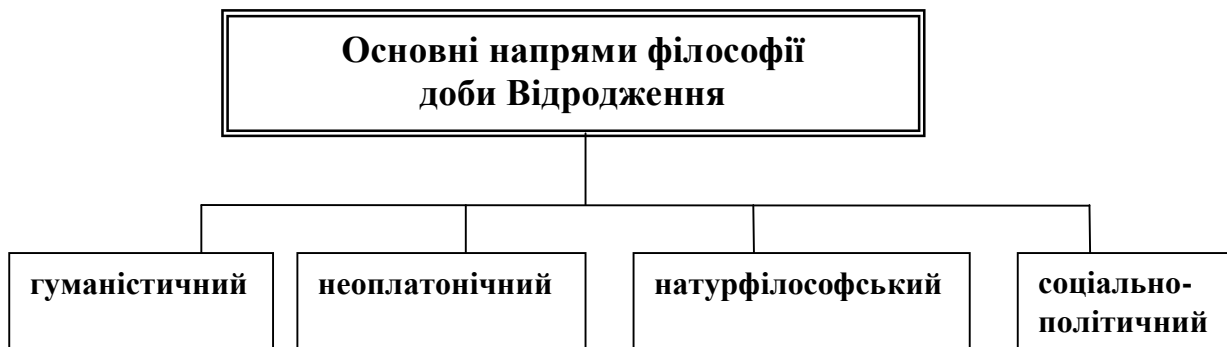 Основні напрями філософії
доби Відродження
гуманістичний
неоплатонічний
натурфілософський
соціально-
політичний